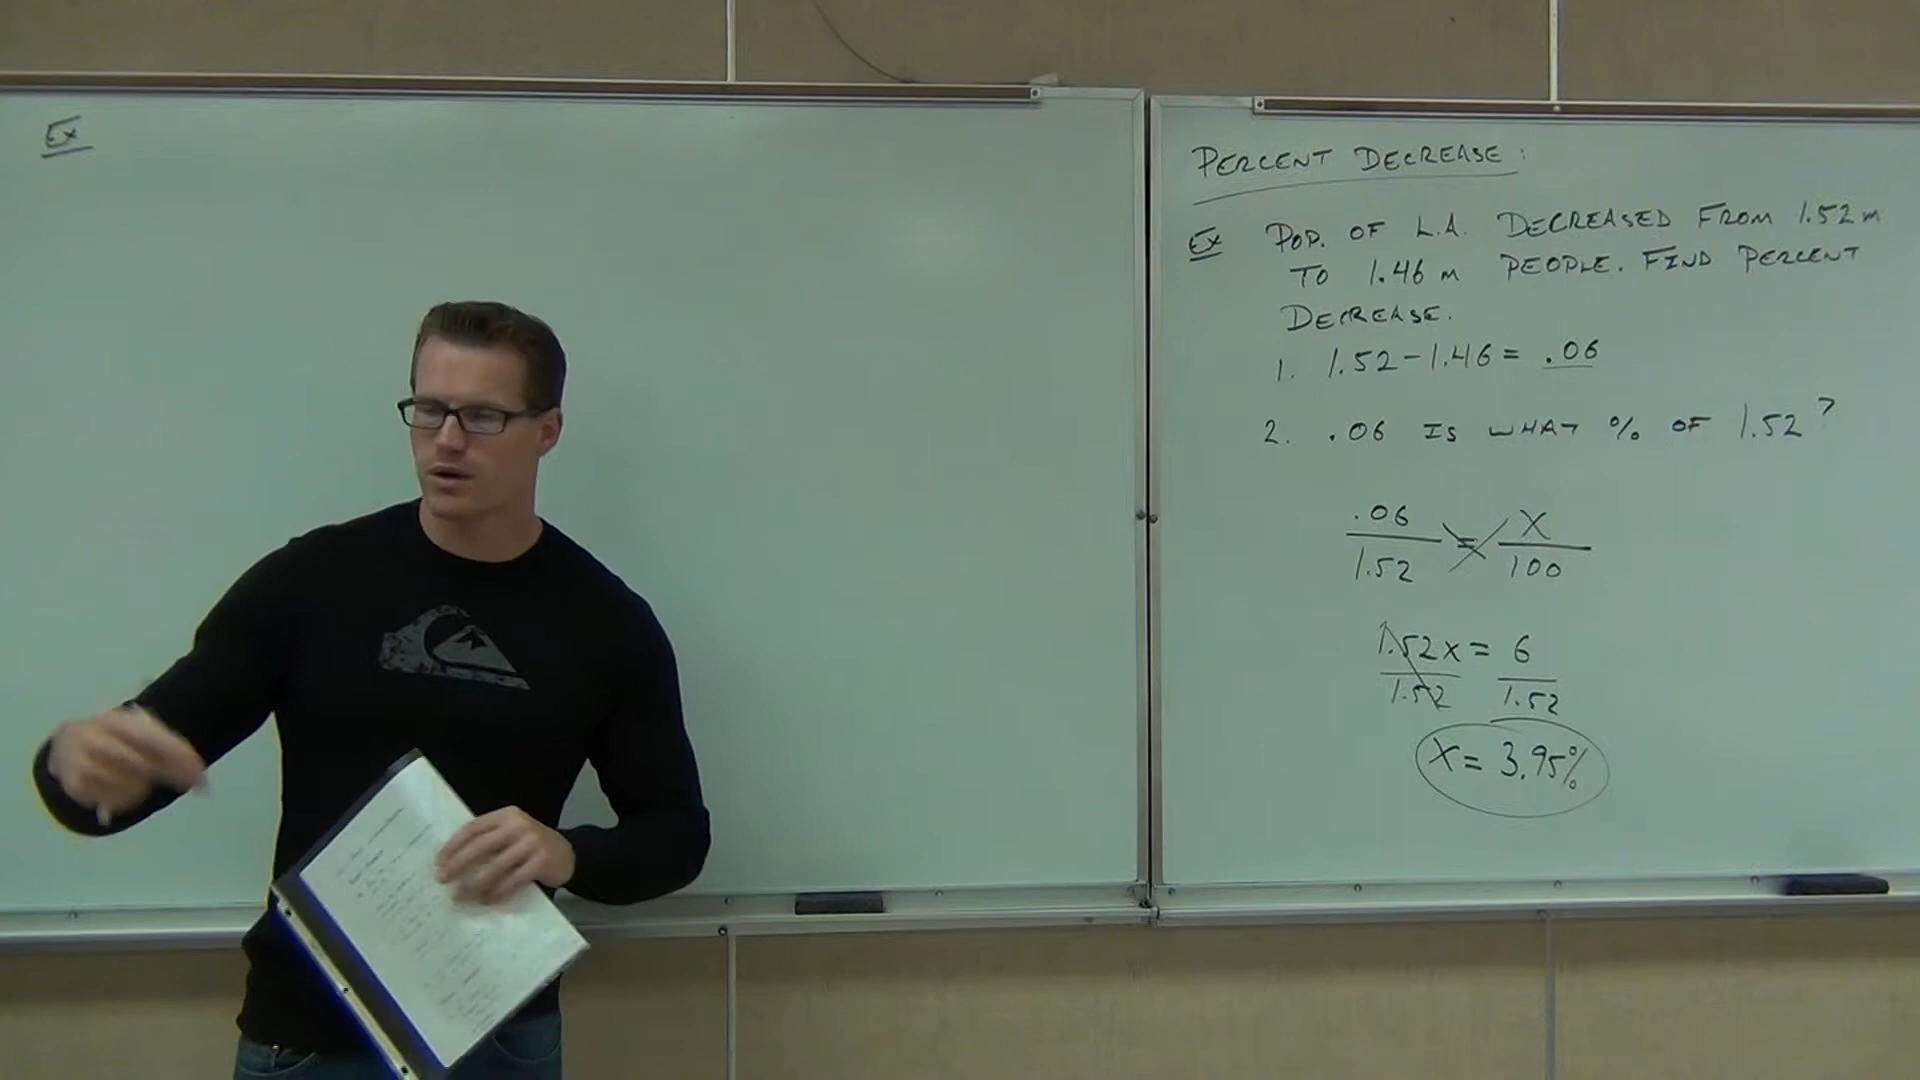 Ex
PERCENT DECREASE:
Ex POP. OF L.A. DECREASED FROM 1.52 m
TO 1.46 m PEOPLE. FIND PERCENT
DECREASE.
1. 1.52 - 1.46 = .06
2. .06 IS WHAT % OF 1.52?
.06 = X
1.52 100
1.52x = 6
1.52 1.52
X = 3.95%